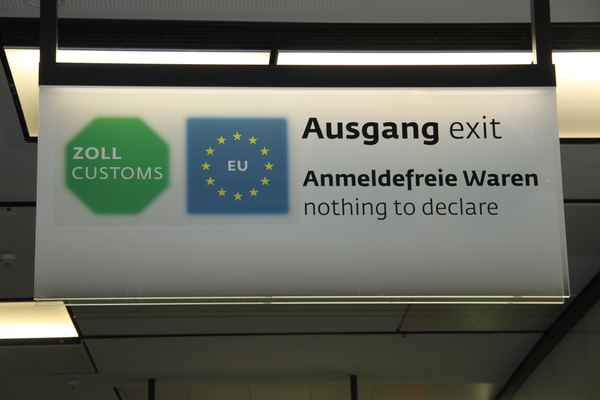 ZOLL
CUSTOMS
EU
Ausgang exit
Anmeldefreie Waren
nothing to declare